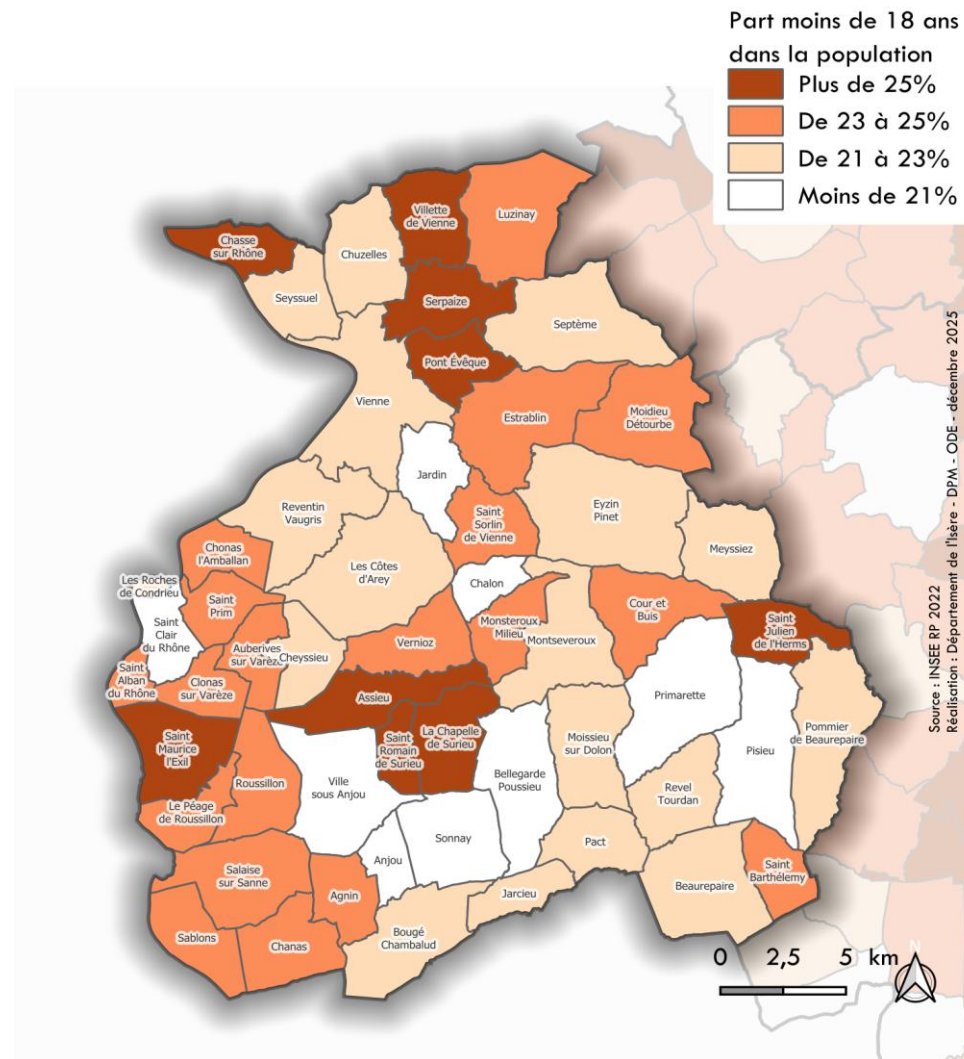 Part moins de 18 ans
dans la population
Plus de 25%
De 23 à 25%
De 21 à 23%
Moins de 21%
Villette
de Vienne
Luzinay
Chasse
sur Rhône
Chuzelles
Seyssuel
Serpaize
Septème
Pont Évêque
Vienne
Estrablin
Moidieu
Détourbe
Jardin
Reventin
Vaugris
Saint
Sorlin
de Vienne
Eyzin
Pinet
Meyssiez
Chonas
l'Amballan
Les Côtes
d'Arey
Les Roches
de Condrieu
Chalon
Saint
Prim
Saint
Clair
du Rhône
Monsteroux
Milieu
Cour et
Buis
Saint
Julien
de l'Herms
Auberives
sur Varèze
Vernioz
Montseveroux
Cheyssieu
Saint
Alban
du Rhône
Clonas
sur Varèze
Assieu
Primarette
Saint
Maurice
l'Exil
Saint
Romain
de Surieu
La Chapelle
de Surieu
Moissieu
sur Dolon
Pisieu
Pommier
de Beaurepaire
Roussillon
Ville
sous Anjou
Bellegarde
Poussieu
Revel
Tourdan
Le Péage
de Roussillon
Anjou
Sonnay
Pact
Salaise
sur Sanne
Agnin
Jarcieu
Beaurepaire
Saint
Barthélemy
Sablons
Chanas
Bougé
Chambalud
0 2,5 5 km
N
Source : INSEE RP 2022
Réalisation : Département de l'Isère - DPM - ODE - décembre 2025